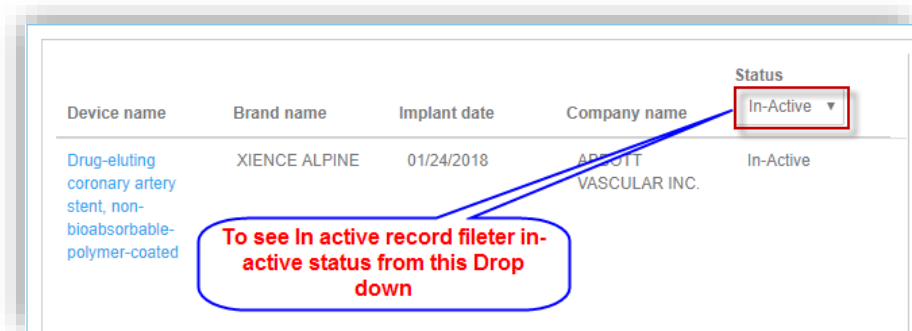 Status
Device name Brand name Implant date Company name In-Active
Drug-eluting XIENCE ALPINE 01/24/2018 ABBOTT In-Active
coronary artery VASCULAR INC.
stent, non-
bioabsorbable-
polymer-coated
To see In active record fileter in-
active status from this Drop
down